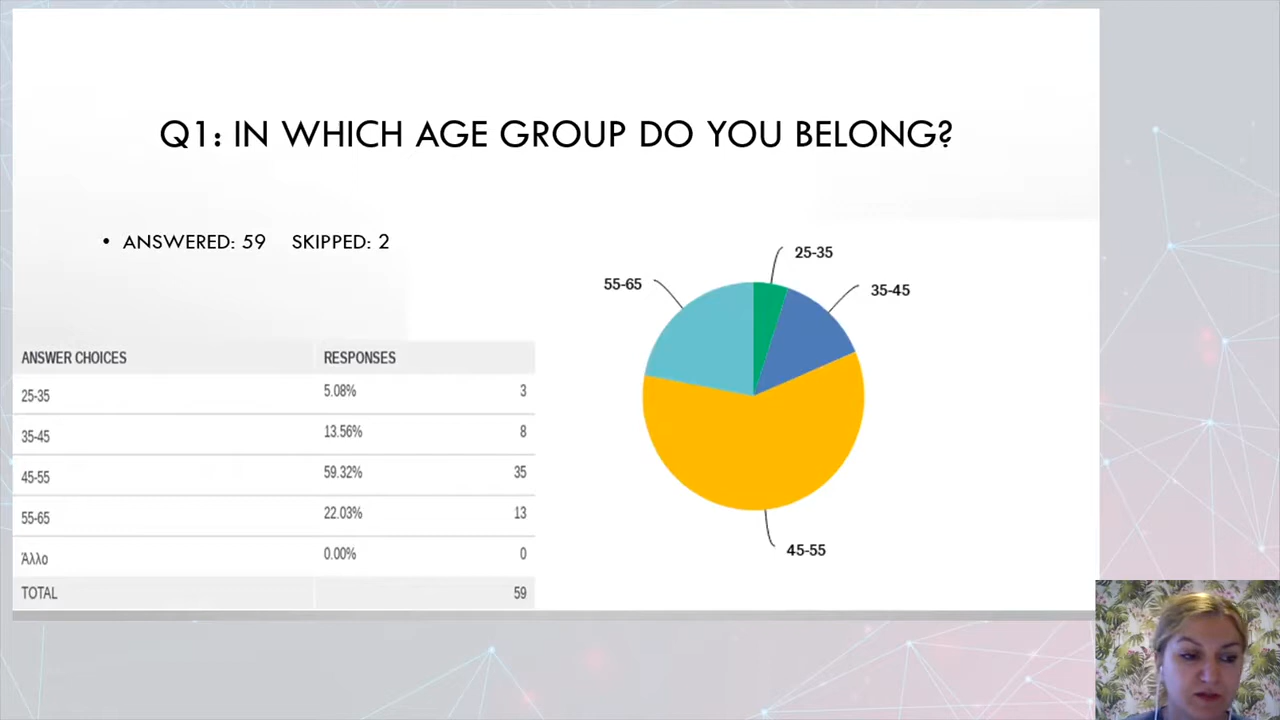 Q1: IN WHICH AGE GROUP DO YOU BELONG?
• ANSWERED: 59 SKIPPED: 2
ANSWER CHOICES RESPONSES
25-35 5.08% 3
35-45 13.56% 8
45-55 59.32% 35
55-65 22.03% 13
Άλλο 0.00% 0
TOTAL 59
25-35
55-65
35-45
45-55